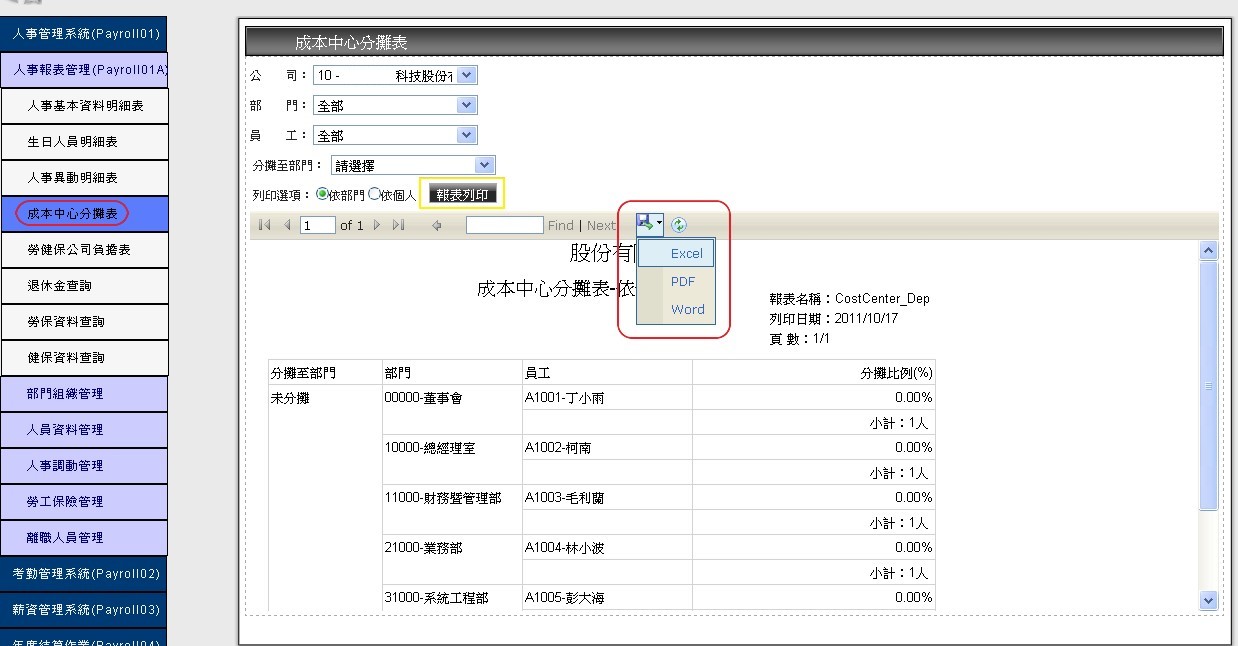 人事管理系統(Payroll01)
人事報表管理(Payroll01A)
人事基本資料明細表
生日人員明細表
人事異動明細表
成本中心分攤表
勞健保公司負擔表
退休金查詢
勞保資料查詢
健保資料查詢
部門組織管理
人員資料管理
人事調動管理
勞工保險管理
離職人員管理
考勤管理系統(Payroll02)
薪資管理系統(Payroll03)
年度結算作業(Payroll04)
成本中心分攤表
公 司： 10 - 科技股份有
部 門： 全部
員 工： 全部
分攤至部門： 請選擇
列印選項： 依部門 依個人 報表列印
1 of 1 Find | Next
Excel
PDF
Word
股份有
成本中心分攤表-依
報表名稱：CostCenter_Dep
列印日期：2011/10/17
頁 數：1/1
分攤至部門 部門 員工 分攤比例(%)
未分攤 00000-董事會 A1001-丁小雨 0.00%
小計：1人
10000-總經理室 A1002-柯南 0.00%
小計：1人
11000-財務暨管理部 A1003-毛利蘭 0.00%
小計：1人
21000-業務部 A1004-林小波 0.00%
小計：1人
31000-系統工程部 A1005-彭大海 0.00%